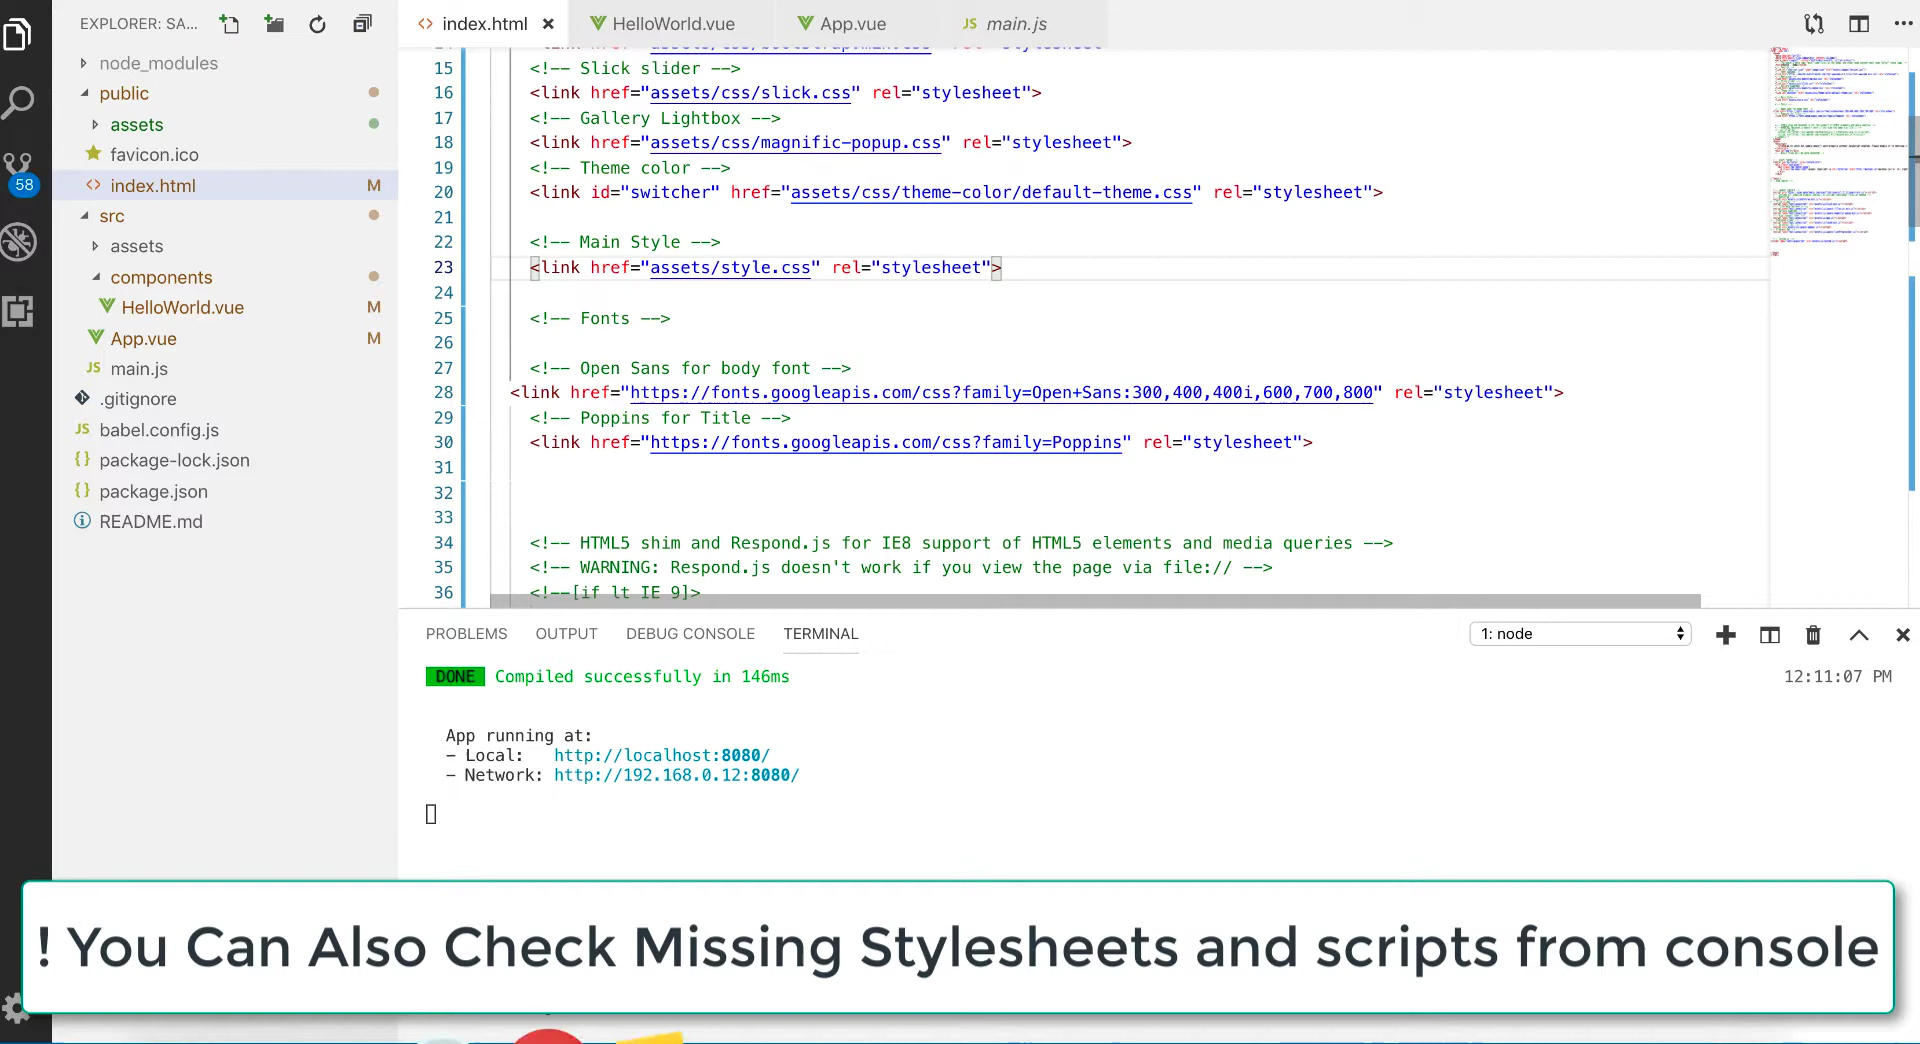 EXPLORER: SA...
node_modules
public
assets
favicon.ico
index.html M
src
assets
components
HelloWorld.vue M
App.vue M
main.js
.gitignore
babel.config.js
package-lock.json
package.json
README.md
58
index.html
HelloWorld.vue
App.vue
JS main.js
15 <!-- Slick slider -->
16 <link href="assets/css/slick.css" rel="stylesheet">
17 <!-- Gallery Lightbox -->
18 <link href="assets/css/magnific-popup.css" rel="stylesheet">
19 <!-- Theme color -->
20 <link id="switcher" href="assets/css/theme-color/default-theme.css" rel="stylesheet">
21
22 <!-- Main Style -->
23 <link href="assets/style.css" rel="stylesheet">
24
25 <!-- Fonts -->
26
27 <!-- Open Sans for body font -->
28 <link href="https://fonts.googleapis.com/css?family=Open+Sans:300,400,400i,600,700,800" rel="stylesheet">
29 <!-- Poppins for Title -->
30 <link href="https://fonts.googleapis.com/css?family=Poppins" rel="stylesheet">
31
32
33
34 <!-- HTML5 shim and Respond.js for IE8 support of HTML5 elements and media queries -->
35 <!-- WARNING: Respond.js doesn't work if you view the page via file:// -->
36 <!--[if lt IE 9]>
PROBLEMS OUTPUT DEBUG CONSOLE TERMINAL
1: node
DONE Compiled successfully in 146ms 12:11:07 PM
App running at:
- Local: http://localhost:8080/
- Network: http://192.168.0.12:8080/
! You Can Also Check Missing Stylesheets and scripts from console